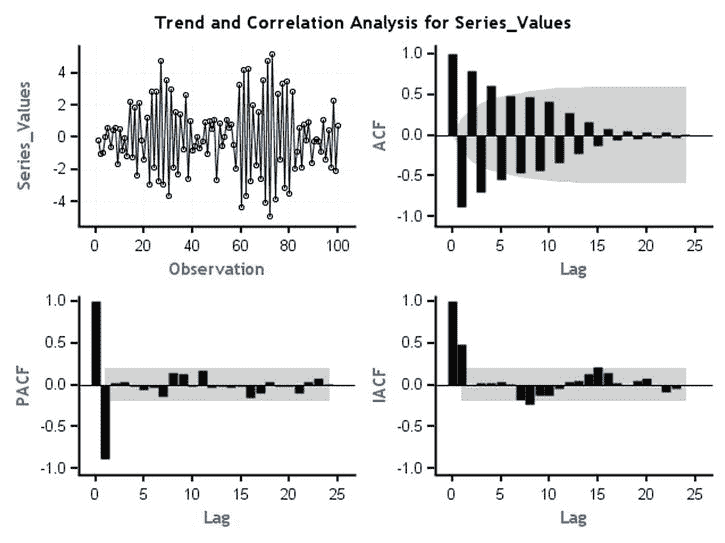 Trend and Correlation Analysis for Series_Values
Series_Values
4
2
0
-2
-4
0 20 40 60 80 100
Observation
ACF
1.0
0.5
0.0
-0.5
-1.0
0 5 10 15 20 25
Lag
PACF
1.0
0.5
0.0
-0.5
-1.0
0 5 10 15 20 25
Lag
IACF
1.0
0.5
0.0
-0.5
-1.0
0 5 10 15 20 25
Lag